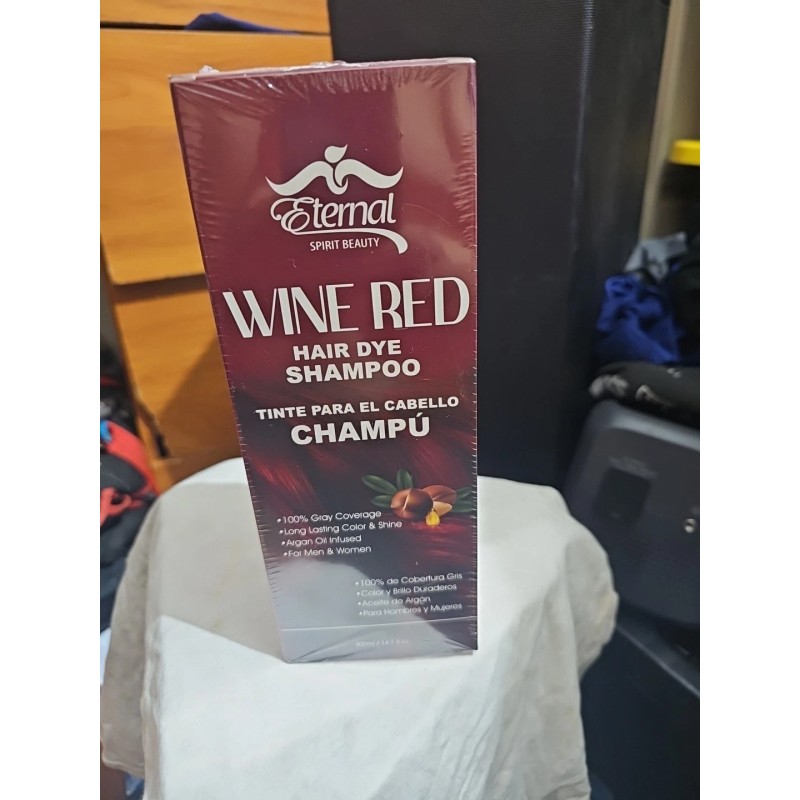 Eternal
SPIRIT BEAUTY
WINE RED
HAIR DYE
SHAMPOO
TINTE PARA EL CABELLO
CHAMPÚ
•100% Gray Coverage
•Long Lasting Color & Shine
•Argan Oil Infused
•For Men & Women
•100% de Cobertura Gris
•Color y Brillo Duraderos
•Aceite de Argán
•Para Hombres y Mujeres